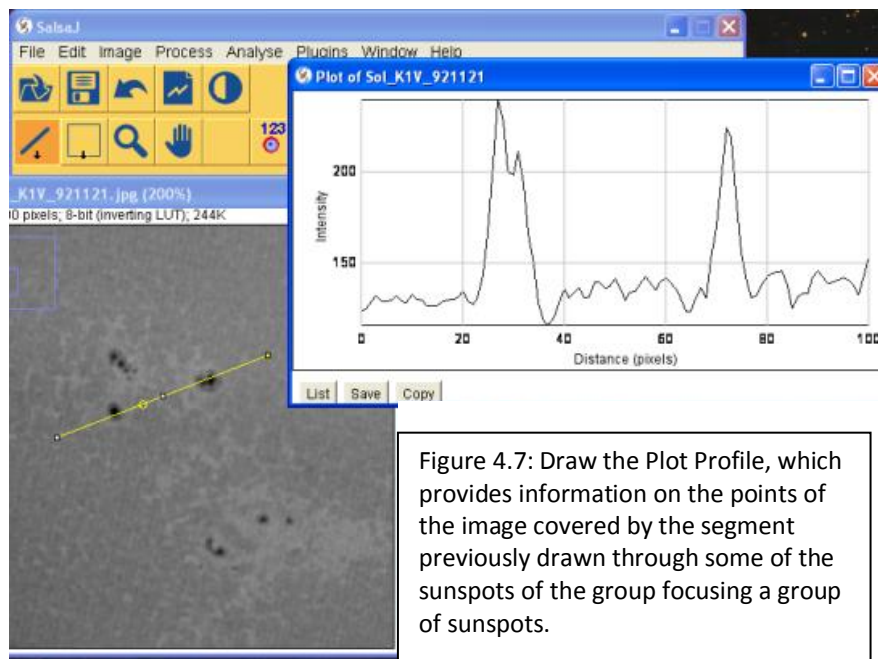 SalsaJ
File Edit Image Process Analyse Plugins Window Help
123
Plot of Sol_K1V_921121
200
150
Intensity
0 20 40 60 80 100
Distance (pixels)
List Save Copy
_K1V_921121.jpg (200%)
00 pixels; 8-bit (inverting LUT); 244K
Figure 4.7: Draw the Plot Profile, which
provides information on the points of
the image covered by the segment
previously drawn through some of the
sunspots of the group focusing a group
of sunspots.